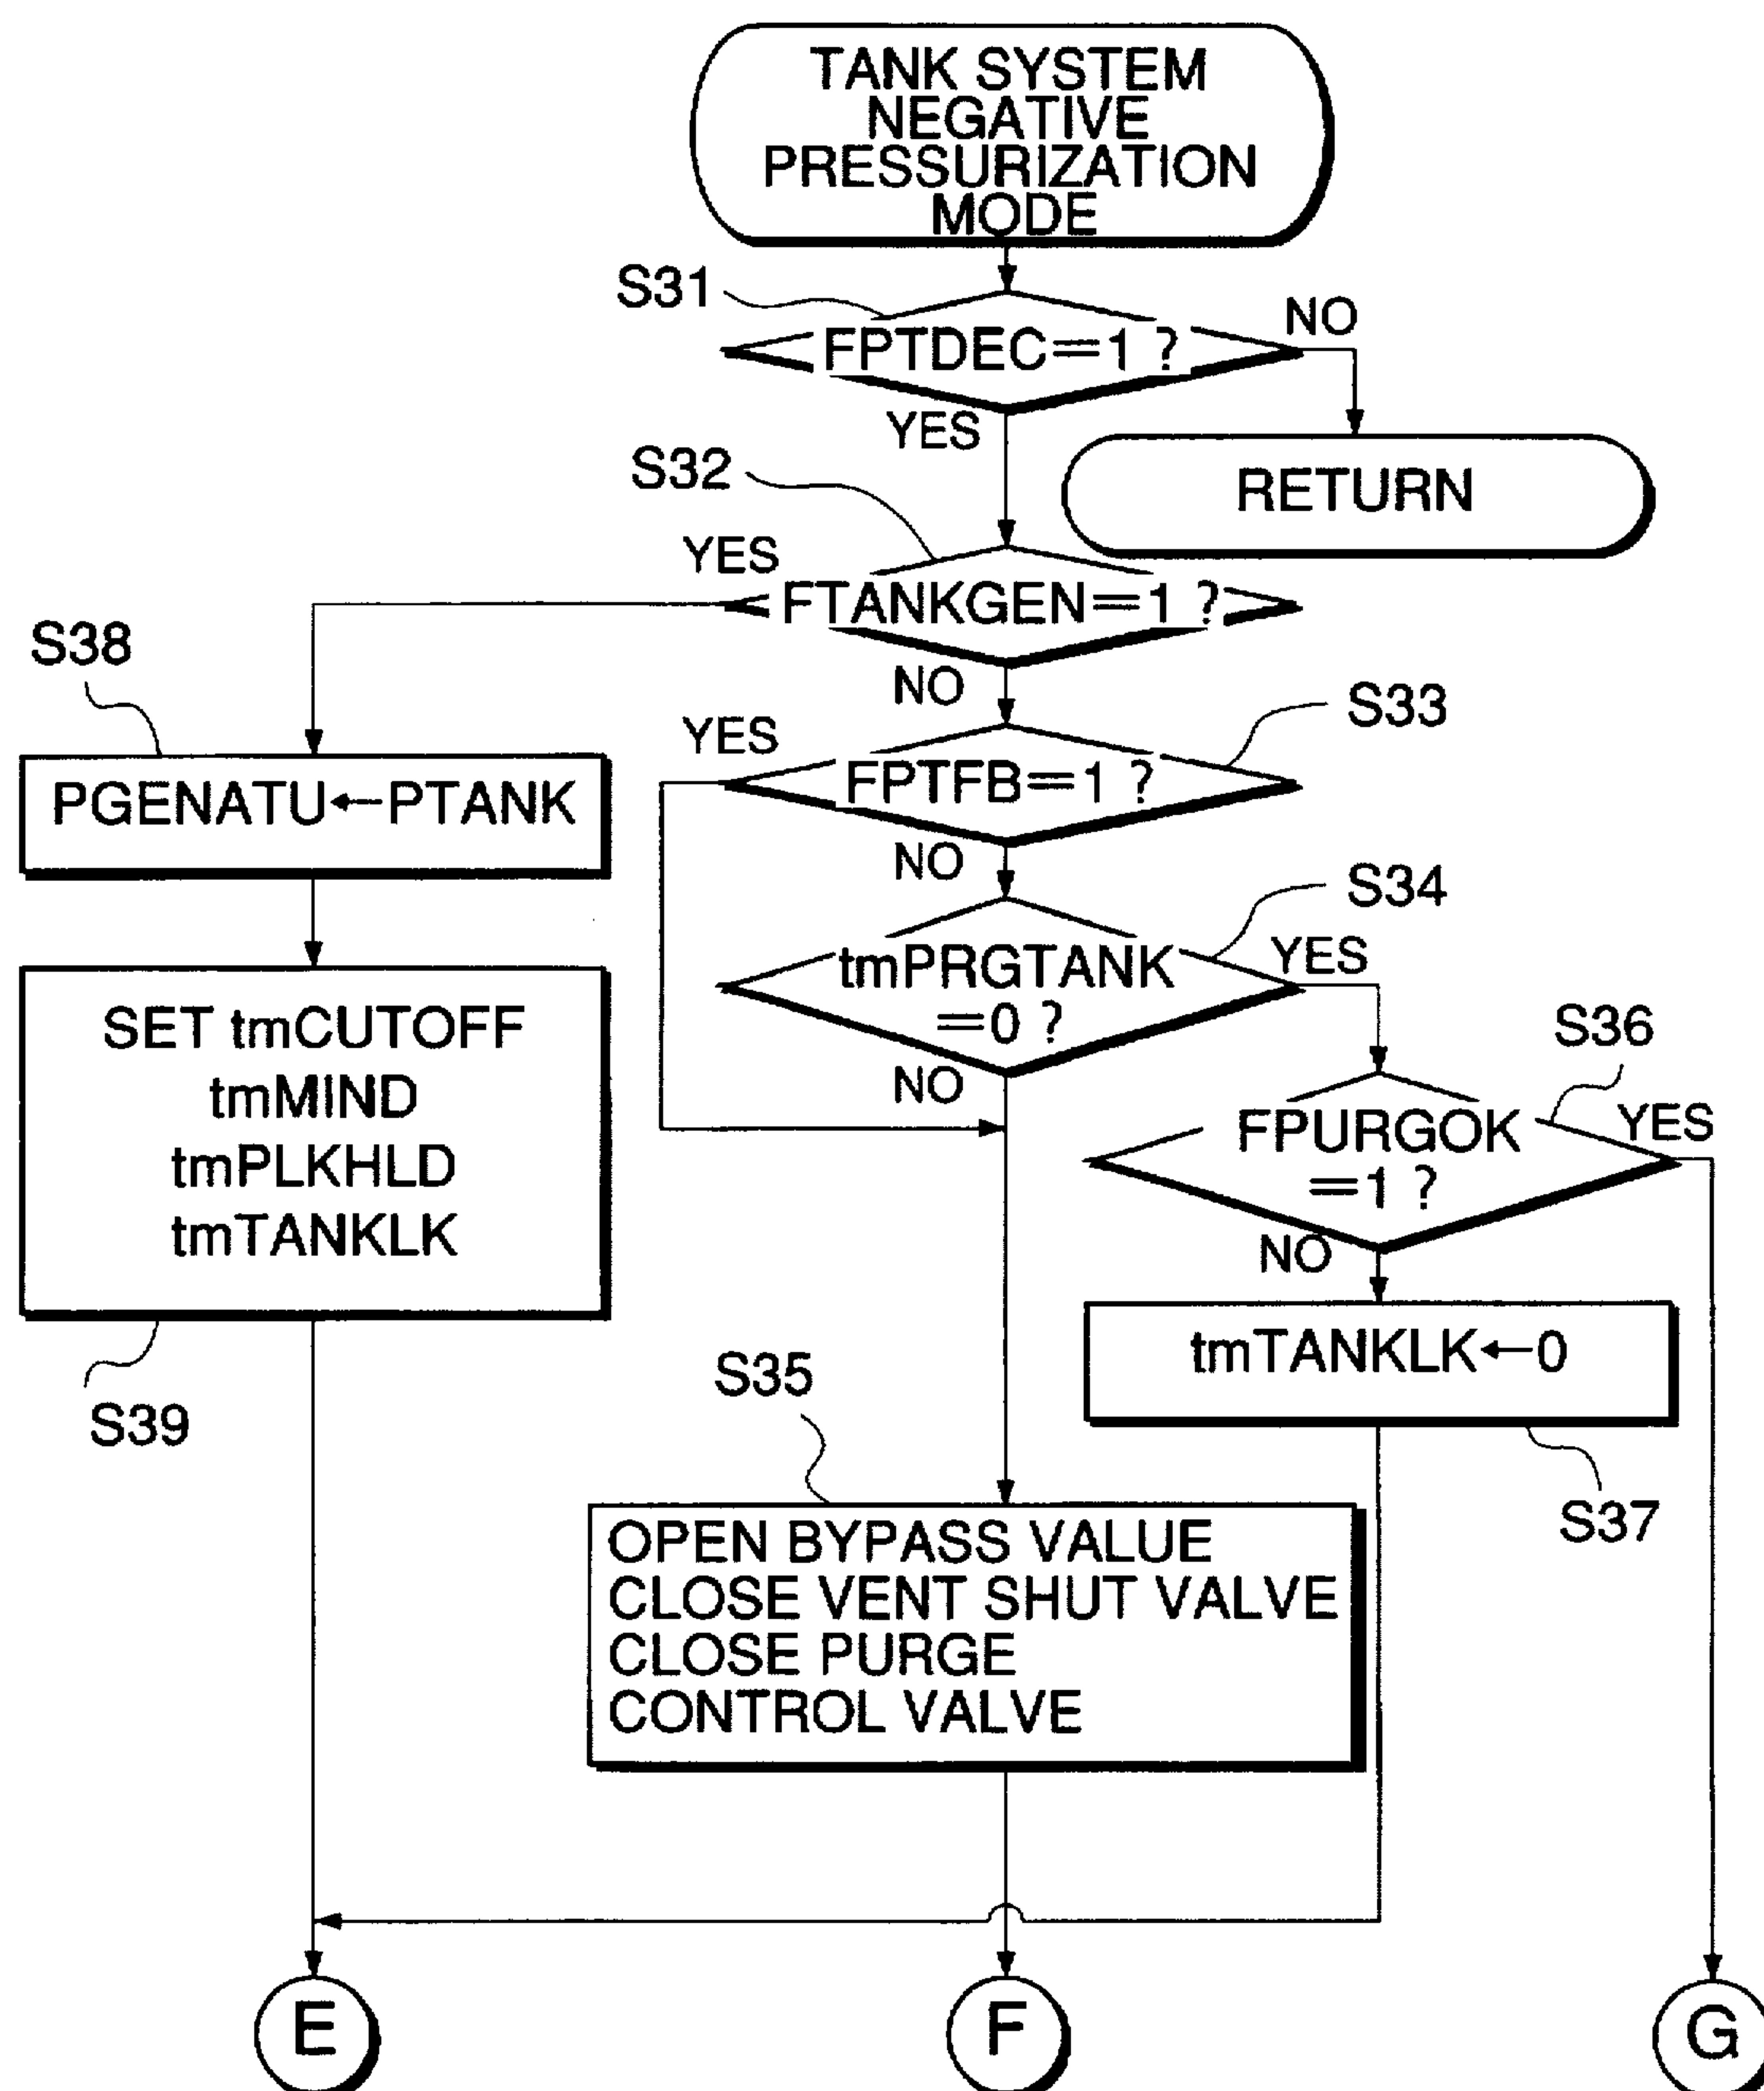 TANK SYSTEM
NEGATIVE
PRESSURIZATION
MODE
S31
FPTDEC=1 ?
NO
YES
RETURN
S32
YES
FTANKGEN=1 ?
NO
S38
PGENATU←PTANK
S33
YES
FPTFB=1 ?
NO
S34
tmPRGTANK
=0 ?
YES
NO
SET tmCUTOFF
tmMIND
tmPLKHLD
tmTANKLK
S39
S36
FPURGOK
=1 ?
YES
NO
tmTANKLK←0
S37
S35
OPEN BYPASS VALUE
CLOSE VENT SHUT VALVE
CLOSE PURGE
CONTROL VALVE
E
F
G